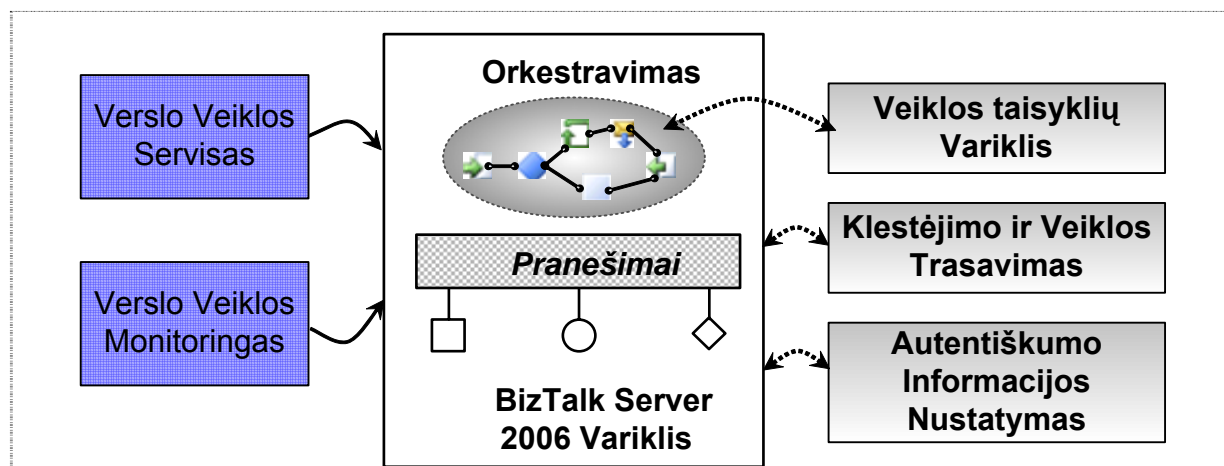 Verslo Veiklos
Servisas
Verslo Veiklos
Monitoringas
Orkestravimas
Pranešimai
BizTalk Server
2006 Variklis
Veiklos taisyklių
Variklis
Klestėjimo ir Veiklos
Trasavimas
Autentiškumo
Informacijos
Nustatymas